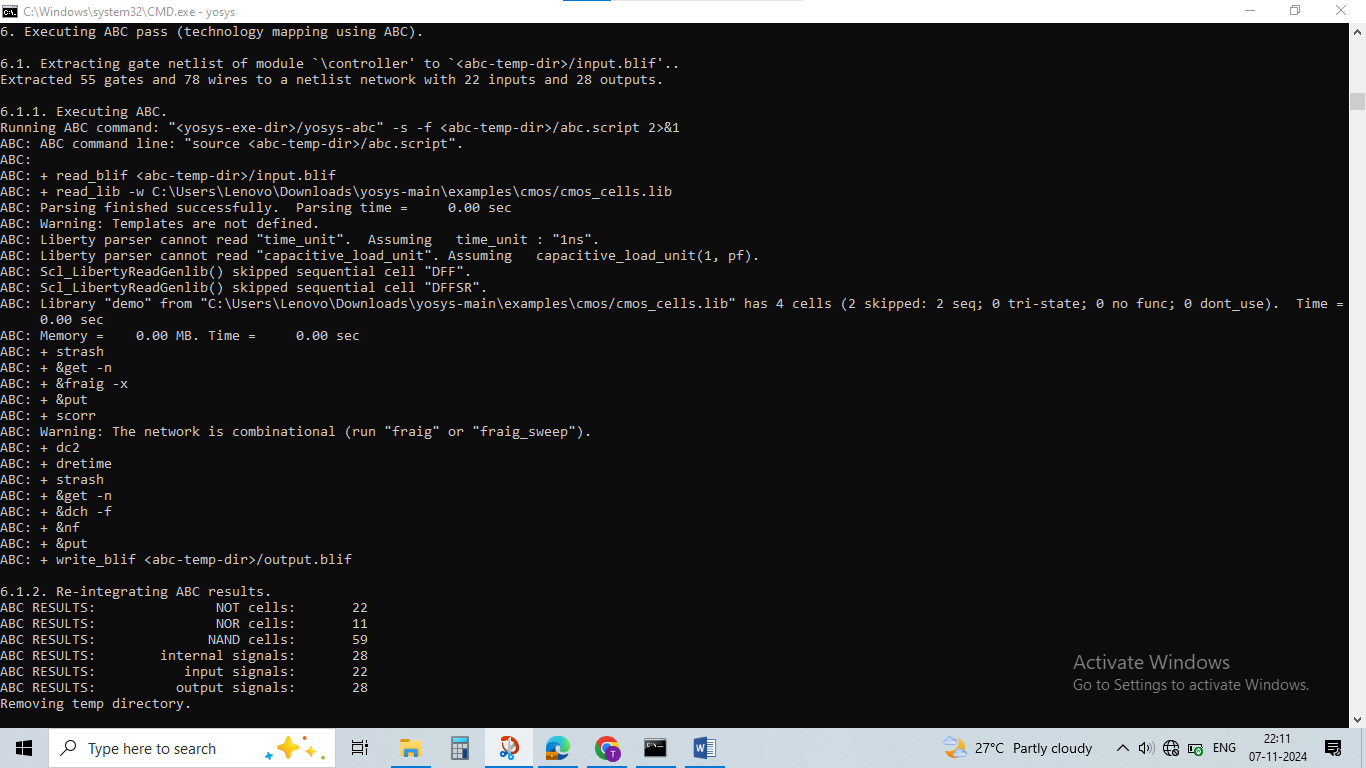 C:\Windows\system32\CMD.exe - yosys
6. Executing ABC pass (technology mapping using ABC).
6.1. Extracting gate netlist of module `\controller' to `<abc-temp-dir>/input.blif'..
Extracted 55 gates and 78 wires to a netlist network with 22 inputs and 28 outputs.
6.1.1. Executing ABC.
Running ABC command: "<yosys-exe-dir>/yosys-abc" -s -f <abc-temp-dir>/abc.script 2>&1
ABC: ABC command line: "source <abc-temp-dir>/abc.script".
ABC:
ABC: + read_blif <abc-temp-dir>/input.blif
ABC: + read_lib -w C:\Users\Lenovo\Downloads\yosys-main\examples\cmos/cmos_cells.lib
ABC: Parsing finished successfully.  Parsing time =     0.00 sec
ABC: Warning: Templates are not defined.
ABC: Liberty parser cannot read "time_unit".  Assuming   time_unit : "1ns".
ABC: Liberty parser cannot read "capacitive_load_unit". Assuming   capacitive_load_unit(1, pf).
ABC: Scl_LibertyReadGenlib() skipped sequential cell "DFF".
ABC: Scl_LibertyReadGenlib() skipped sequential cell "DFFSR".
ABC: Library "demo" from "C:\Users\Lenovo\Downloads\yosys-main\examples\cmos/cmos_cells.lib" has 4 cells (2 skipped: 2 seq; 0 tri-state; 0 no func; 0 dont_use).  Time =
0.00 sec
ABC: Memory =    0.00 MB. Time =     0.00 sec
ABC: + strash
ABC: + &get -n
ABC: + &fraig -x
ABC: + &put
ABC: + scorr
ABC: Warning: The network is combinational (run "fraig" or "fraig_sweep").
ABC: + dc2
ABC: + dretime
ABC: + strash
ABC: + &get -n
ABC: + &dch -f
ABC: + &nf
ABC: + &put
ABC: + write_blif <abc-temp-dir>/output.blif
6.1.2. Re-integrating ABC results.
ABC RESULTS:               NOT cells:       22
ABC RESULTS:               NOR cells:       11
ABC RESULTS:              NAND cells:       59
ABC RESULTS:        internal signals:       28
ABC RESULTS:           input signals:       22
ABC RESULTS:          output signals:       28
Removing temp directory.
Activate Windows
Go to Settings to activate Windows.
Type here to search
27°C Partly cloudy
ENG
22:11
07-11-2024